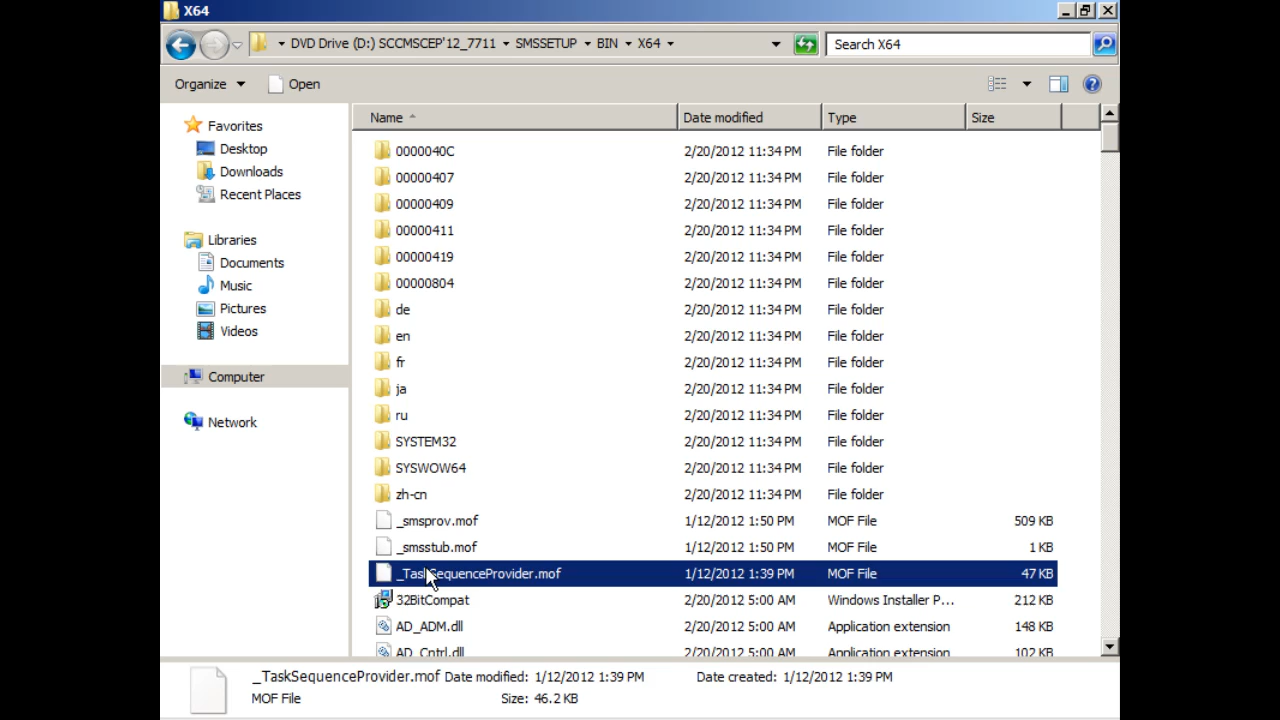 X64
DVD Drive (D:) SCCMSCEP'12_7711 SMSSETUP BIN X64 Search X64
Organize Open
Favorites
Desktop
Downloads
Recent Places
Libraries
Documents
Music
Pictures
Videos
Computer
Network
Name Date modified Type Size
0000040C 2/20/2012 11:34 PM File folder
00000407 2/20/2012 11:34 PM File folder
00000409 2/20/2012 11:34 PM File folder
00000411 2/20/2012 11:34 PM File folder
00000419 2/20/2012 11:34 PM File folder
00000804 2/20/2012 11:34 PM File folder
de 2/20/2012 11:34 PM File folder
en 2/20/2012 11:34 PM File folder
fr 2/20/2012 11:34 PM File folder
ja 2/20/2012 11:34 PM File folder
ru 2/20/2012 11:34 PM File folder
SYSTEM32 2/20/2012 11:34 PM File folder
SYSWOW64 2/20/2012 11:34 PM File folder
zh-cn 2/20/2012 11:34 PM File folder
_smsprov.mof 1/12/2012 1:50 PM MOF File 509 KB
_smsstub.mof 1/12/2012 1:50 PM MOF File 1 KB
_TaskSequenceProvider.mof 1/12/2012 1:39 PM MOF File 47 KB
32BitCompat 2/20/2012 5:00 AM Windows Installer P... 212 KB
AD_ADM.dll 2/20/2012 5:00 AM Application extension 148 KB
AD_Cntrl.dll 2/20/2012 5:00 AM Application extension 102 KB
_TaskSequenceProvider.mof Date modified: 1/12/2012 1:39 PM Date created: 1/12/2012 1:39 PM
MOF File Size: 46.2 KB